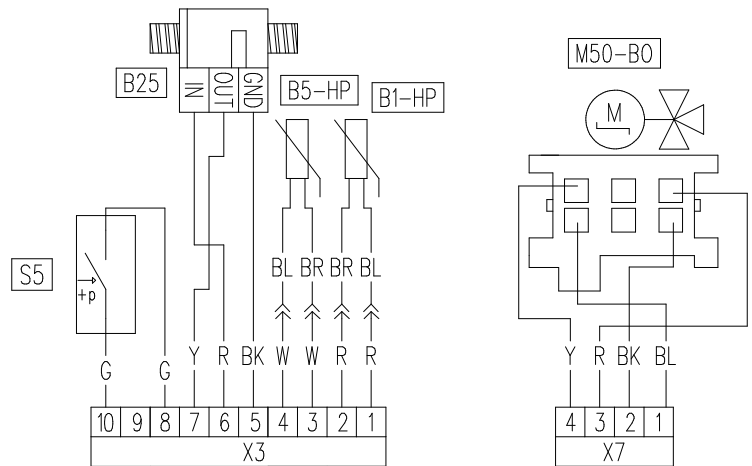 M50-BO
B25
IN OUT GND
B5-HP
B1-HP
M
S5
+p
BL BR BR BL
G G Y R BK W W R R
Y R BK BL
10 9 8 7 6 5 4 3 2 1
X3
4 3 2 1
X7